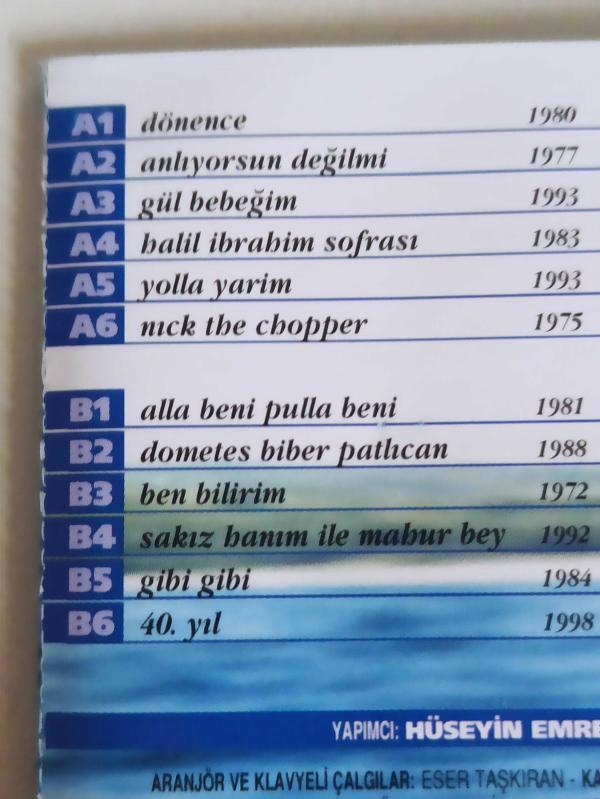 A1 dönence 1980
A2 anlıyorsun değilmi 1977
A3 gül bebeğim 1993
A4 halil ibrahim sofrası 1983
A5 yolla yarim 1993
A6 nıck the chopper 1975
B1 alla beni pulla beni 1981
B2 dometes biber patlıcan 1988
B3 ben bilirim 1972
B4 sakız hanım ile mahur bey 1992
B5 gibi gibi 1984
B6 40. yıl 1998
YAPIMCI: HÜSEYİN EMRE
ARANJÖR VE KLAVYELİ ÇALGILAR: ESER TAŞKIRAN - KA